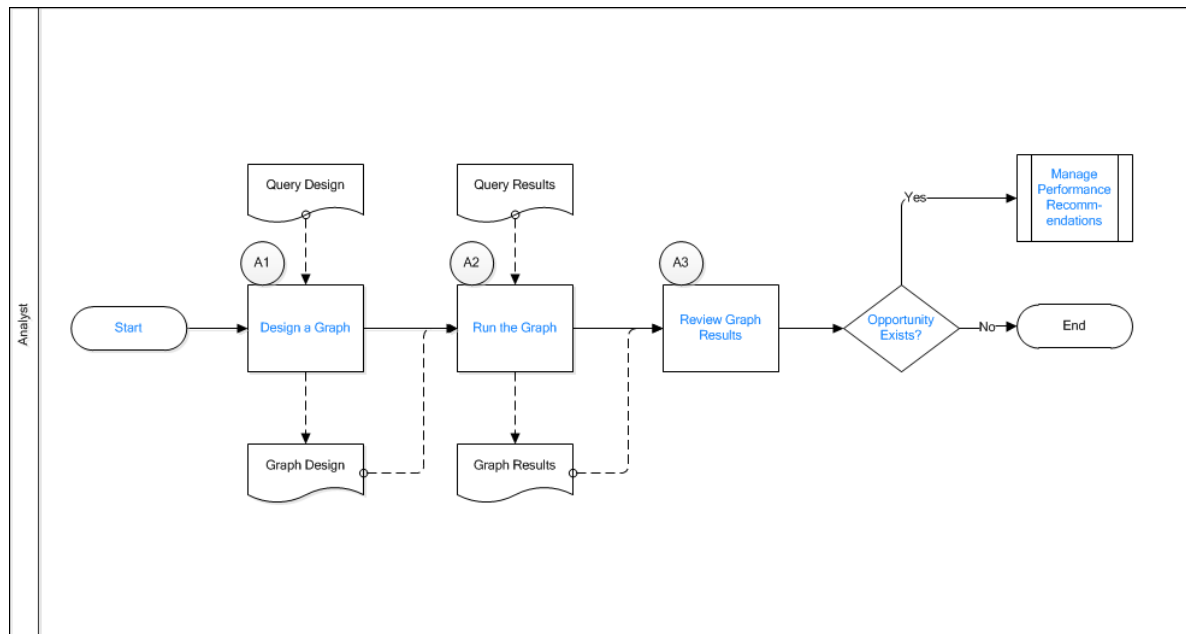 Analyst
Query Design
Query Results
Manage
Performance
Recomm-
endations
Yes
A1
A2
A3
Start
Design a Graph
Run the Graph
Review Graph
Results
Opportunity
Exists?
No
End
Graph Design
Graph Results